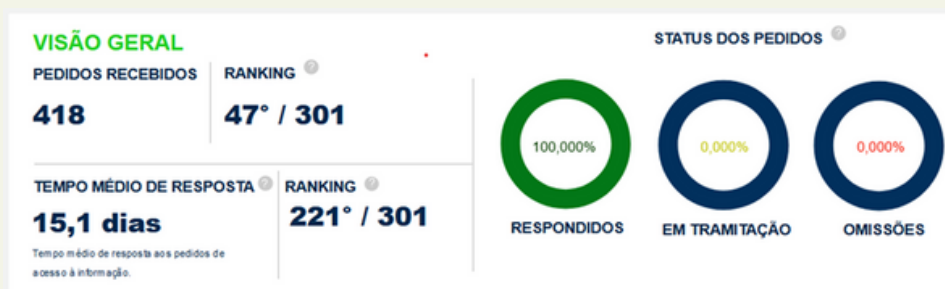 VISÃO GERAL
PEDIDOS RECEBIDOS
418
RANKING ?
47° / 301
TEMPO MÉDIO DE RESPOSTA ?
15,1 dias
Tempo médio de resposta aos pedidos de
acesso à informação.
RANKING ?
221° / 301
STATUS DOS PEDIDOS ?
100,000%
RESPONDIDOS
0,000%
EM TRAMITAÇÃO
0,000%
OMISSÕES